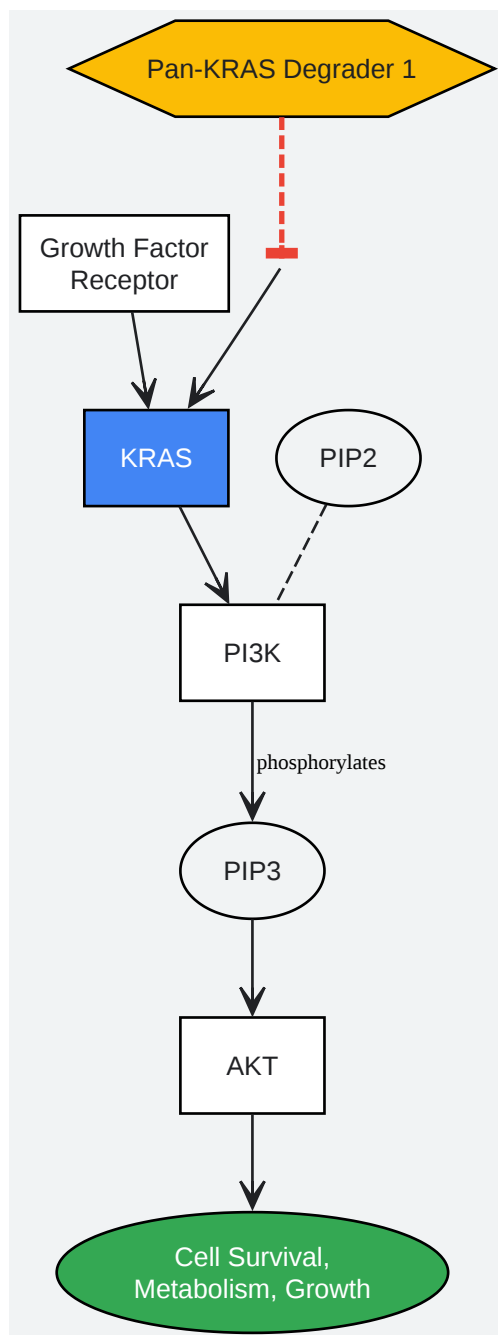 Pan-KRAS Degrader 1
Growth Factor
Receptor
KRAS
PIP2
PI3K
phosphorylates
PIP3
AKT
Cell Survival,
Metabolism, Growth